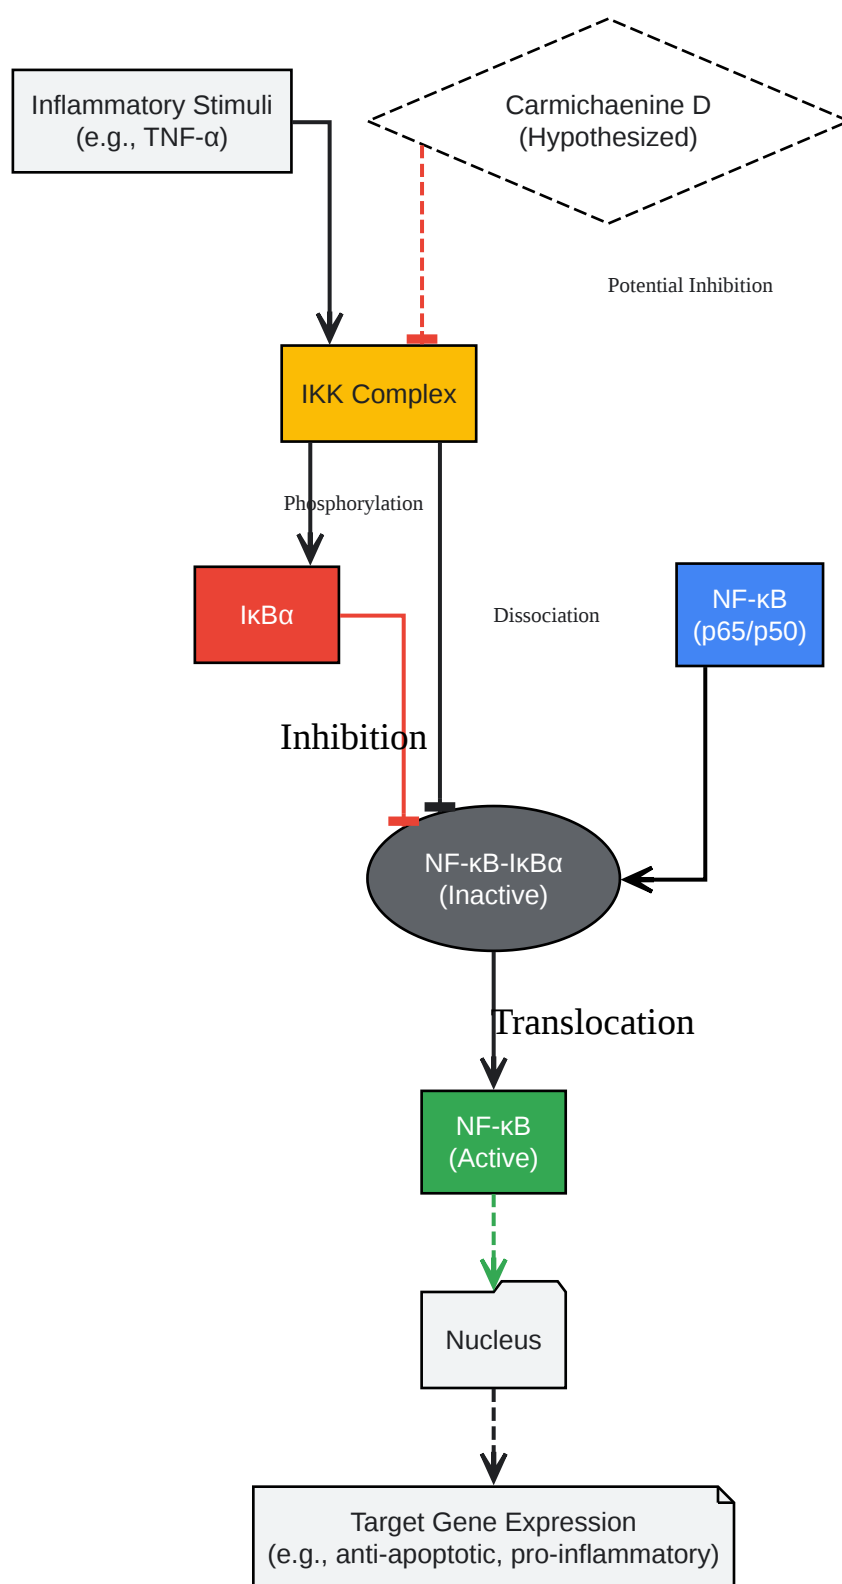 Inflammatory Stimuli
(e.g., TNF-α)
Carmichaenine D
(Hypothesized)
Potential Inhibition
IKK Complex
Phosphorylation
IκBα
Dissociation
NF-κB
(p65/p50)
Inhibition
NF-κB-IκBα
(Inactive)
Translocation
NF-κB
(Active)
Nucleus
Target Gene Expression
(e.g., anti-apoptotic, pro-inflammatory)